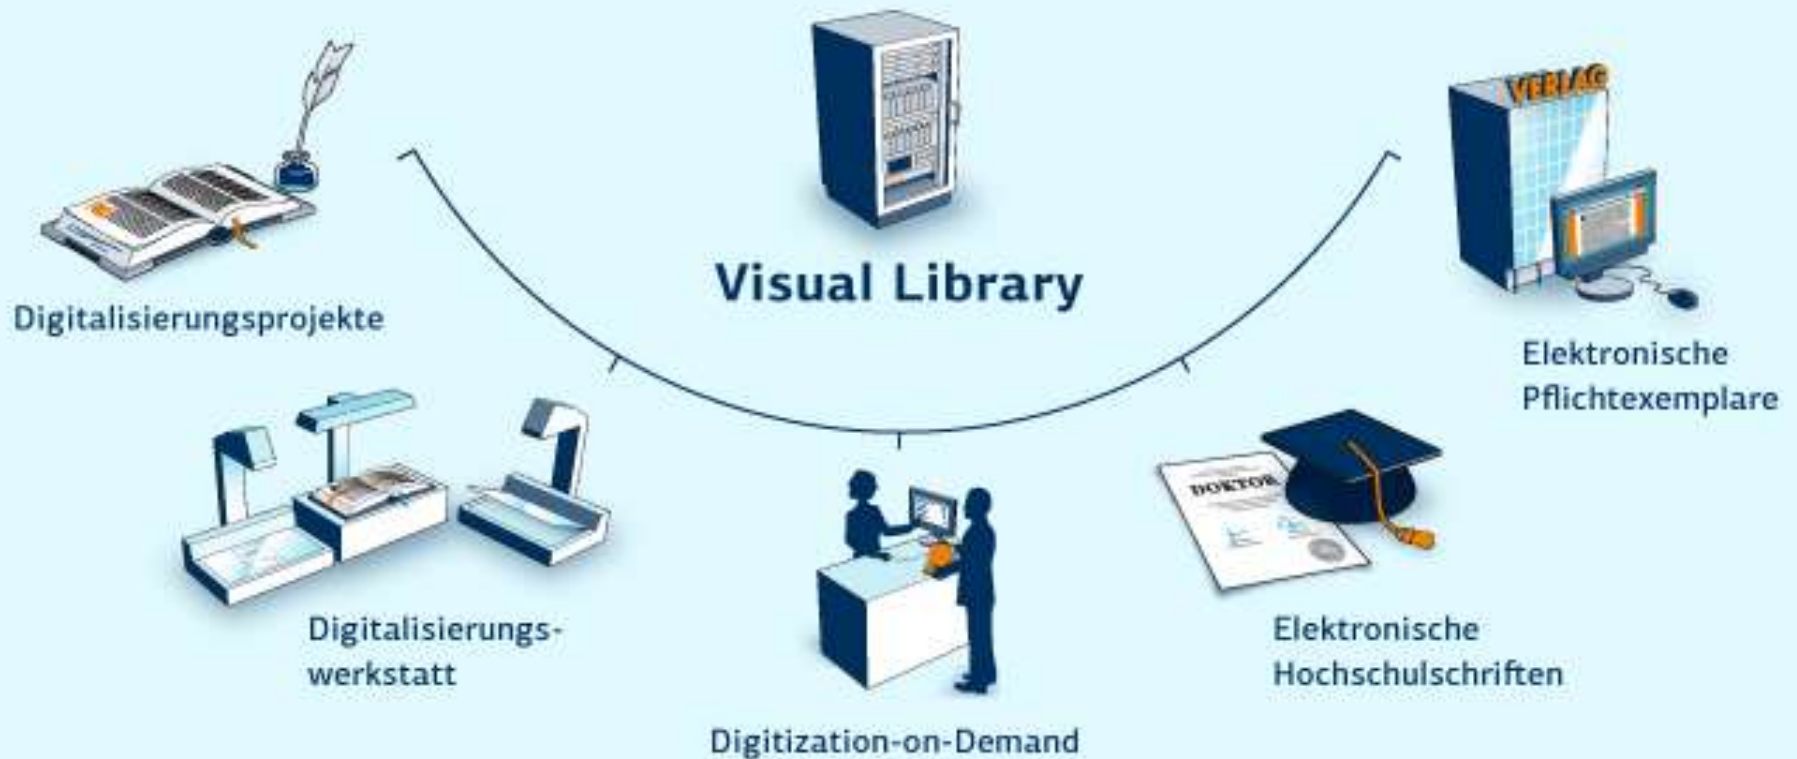 VERLAG
Visual Library
Digitalisierungsprojekte
Elektronische
Pflichtexemplare
DOKTOR
Digitalisierungs-
werkstatt
Elektronische
Hochschulschriften
Digitization-on-Demand